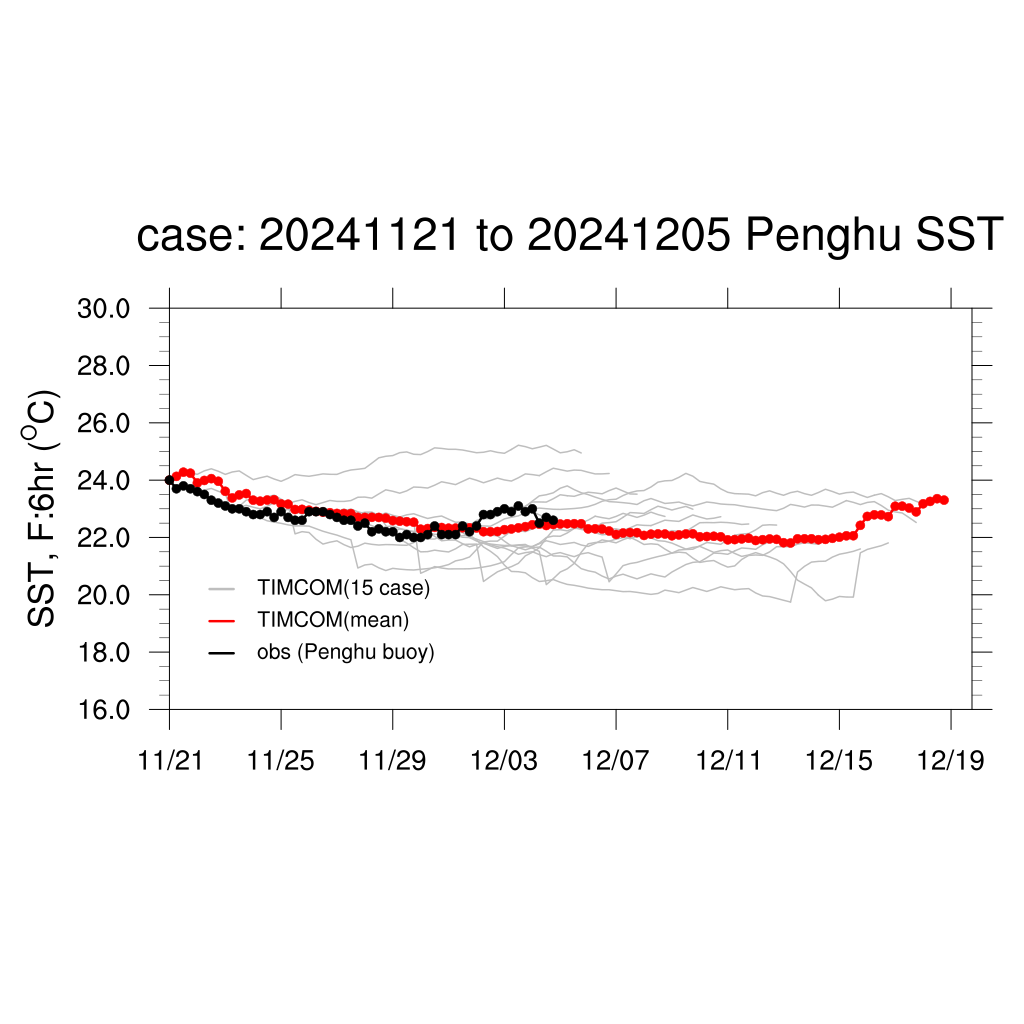 case: 20241121 to 20241205 Penghu SST
SST, F:6hr (°C)
30.0
28.0
26.0
24.0
22.0
20.0
18.0
16.0
TIMCOM(15 case)
TIMCOM(mean)
obs (Penghu buoy)
11/21 11/25 11/29 12/03 12/07 12/11 12/15 12/19